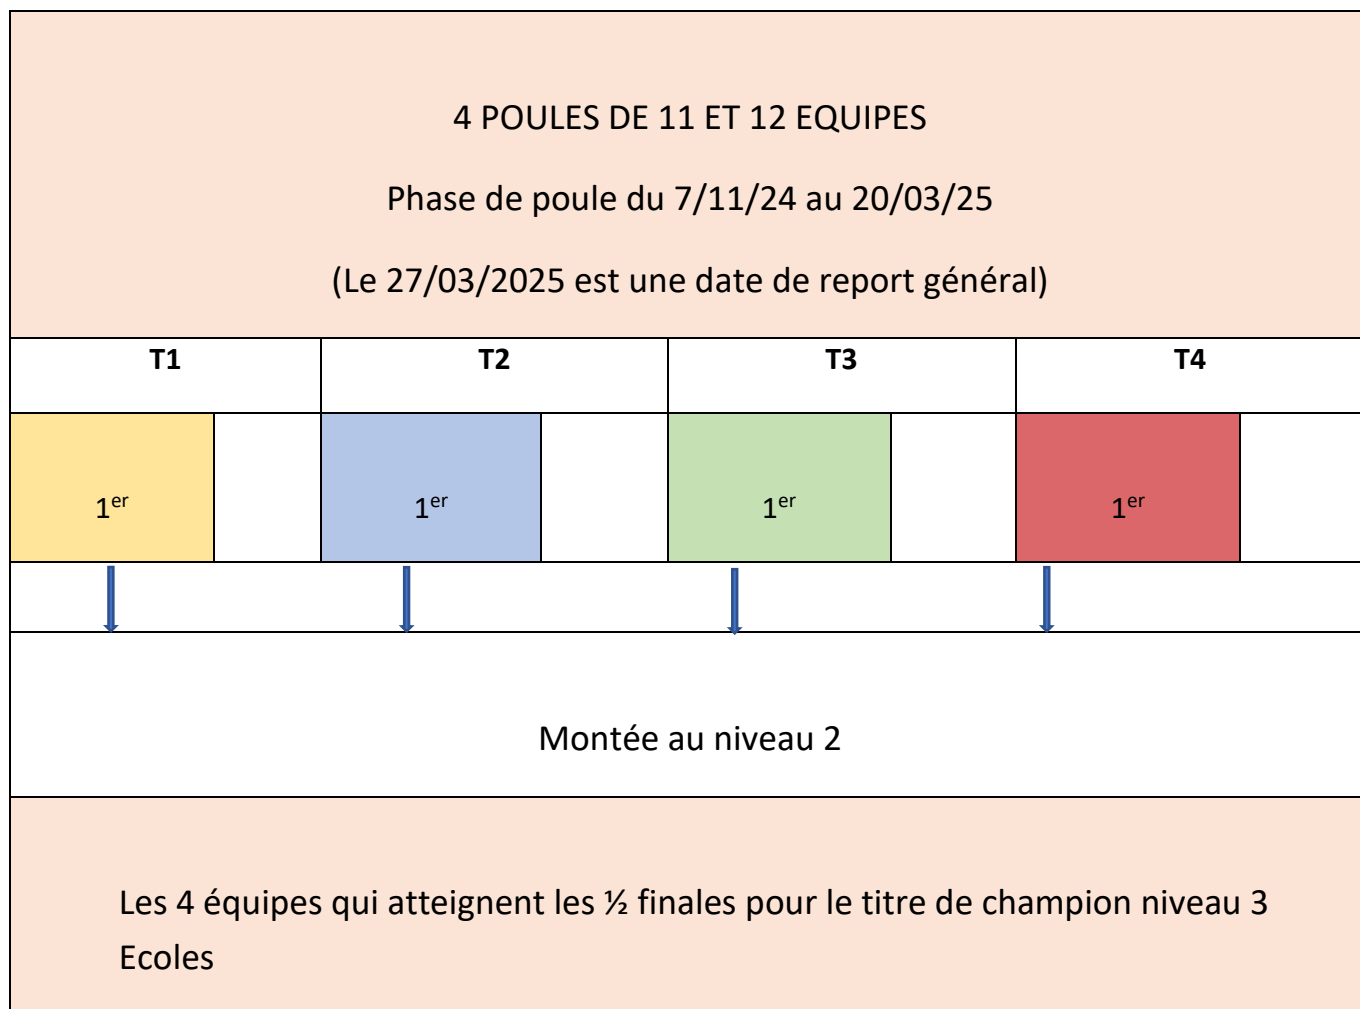 4 POULES DE 11 ET 12 EQUIPES
Phase de poule du 7/11/24 au 20/03/25
(Le 27/03/2025 est une date de report général)
T1 T2 T3 T4
1er 1er 1er 1er
Montée au niveau 2
Les 4 équipes qui atteignent les ½ finales pour le titre de champion niveau 3
Ecoles